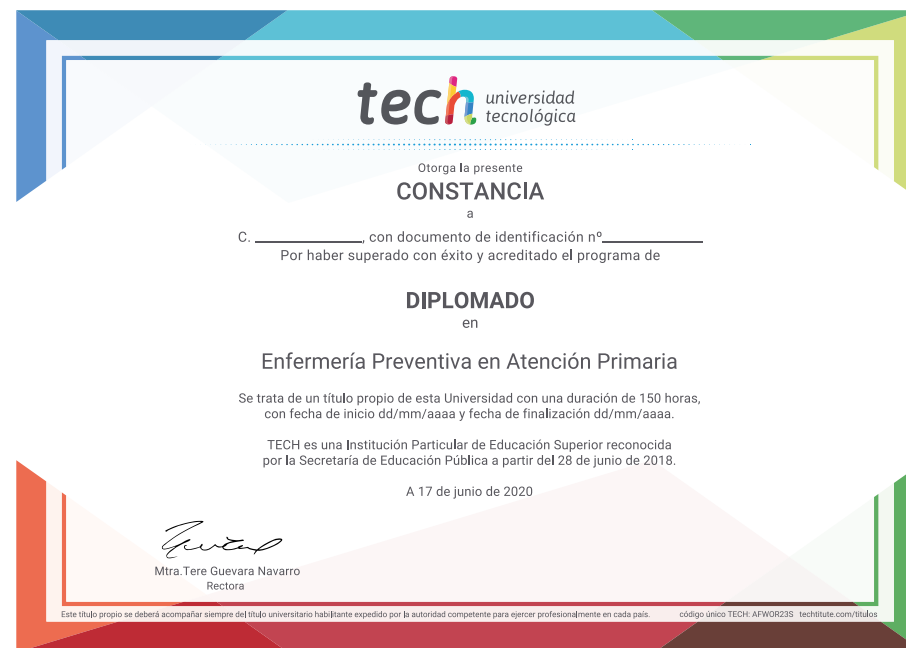 tech universidad
tecnológica
Otorga la presente
CONSTANCIA
a
C. ____________, con documento de identificación nº____________
Por haber superado con éxito y acreditado el programa de
DIPLOMADO
en
Enfermería Preventiva en Atención Primaria
Se trata de un título propio de esta Universidad con una duración de 150 horas,
con fecha de inicio dd/mm/aaaa y fecha de finalización dd/mm/aaaa.
TECH es una Institución Particular de Educación Superior reconocida
por la Secretaría de Educación Pública a partir del 28 de junio de 2018.
A 17 de junio de 2020
Mtra.Tere Guevara Navarro
Rectora
Este título propio se deberá acompañar siempre del título universitario habilitante expedido por la autoridad competente para ejercer profesionalmente en cada país. código único TECH: AFWOR23S techtitute.com/titulos